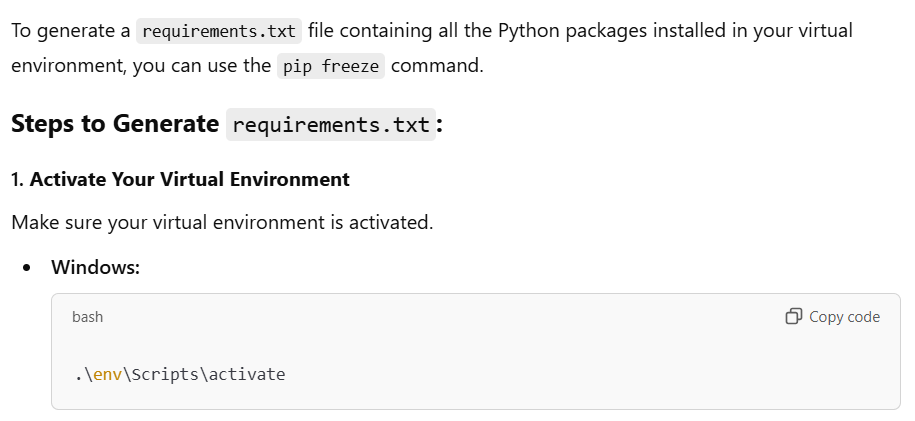 To generate a requirements.txt file containing all the Python packages installed in your virtual
environment, you can use the pip freeze command.
Steps to Generate requirements.txt:
1. Activate Your Virtual Environment
Make sure your virtual environment is activated.
• Windows:
bash Copy code
.\env\Scripts\activate